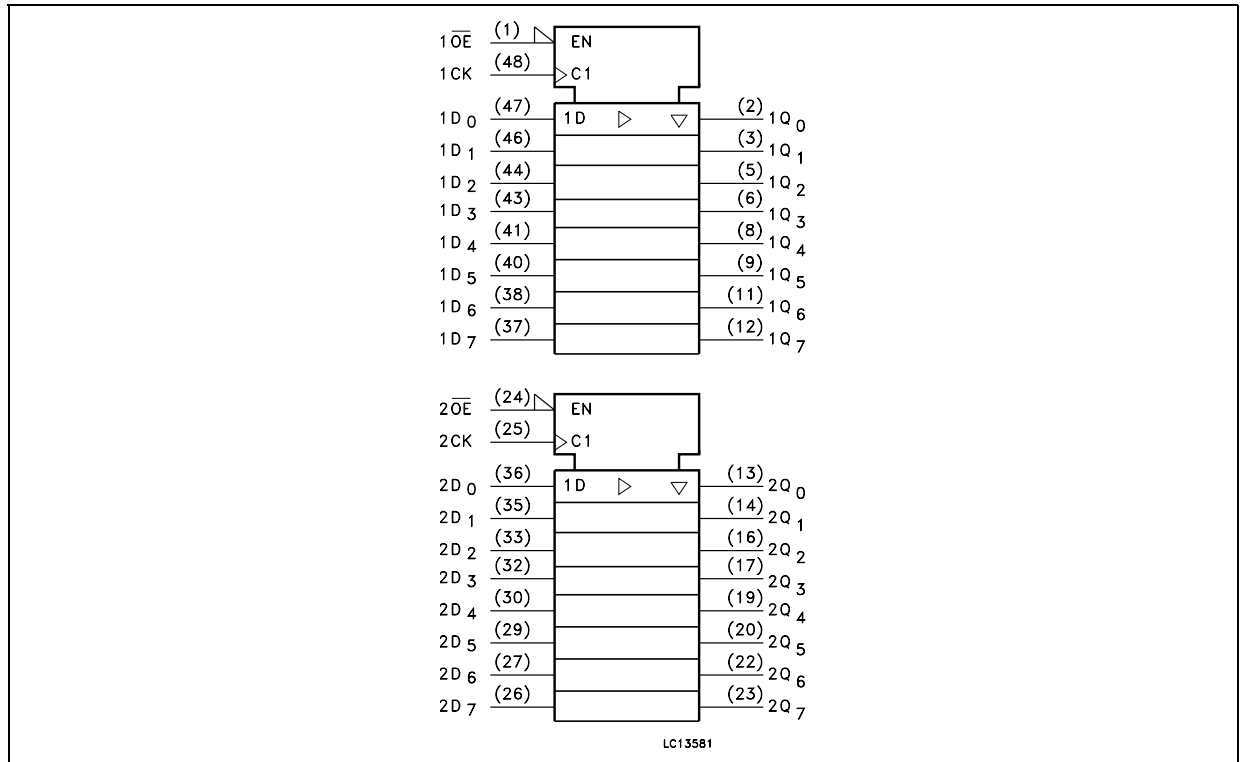 1O̅E̅ (1) EN
1CK (48) C1
1D0 (47) 1D (2) 1Q0
1D1 (46) (3) 1Q1
1D2 (44) (5) 1Q2
1D3 (43) (6) 1Q3
1D4 (41) (8) 1Q4
1D5 (40) (9) 1Q5
1D6 (38) (11) 1Q6
1D7 (37) (12) 1Q7
2O̅E̅ (24) EN
2CK (25) C1
2D0 (36) 1D (13) 2Q0
2D1 (35) (14) 2Q1
2D2 (33) (16) 2Q2
2D3 (32) (17) 2Q3
2D4 (30) (19) 2Q4
2D5 (29) (20) 2Q5
2D6 (27) (22) 2Q6
2D7 (26) (23) 2Q7
LC13581